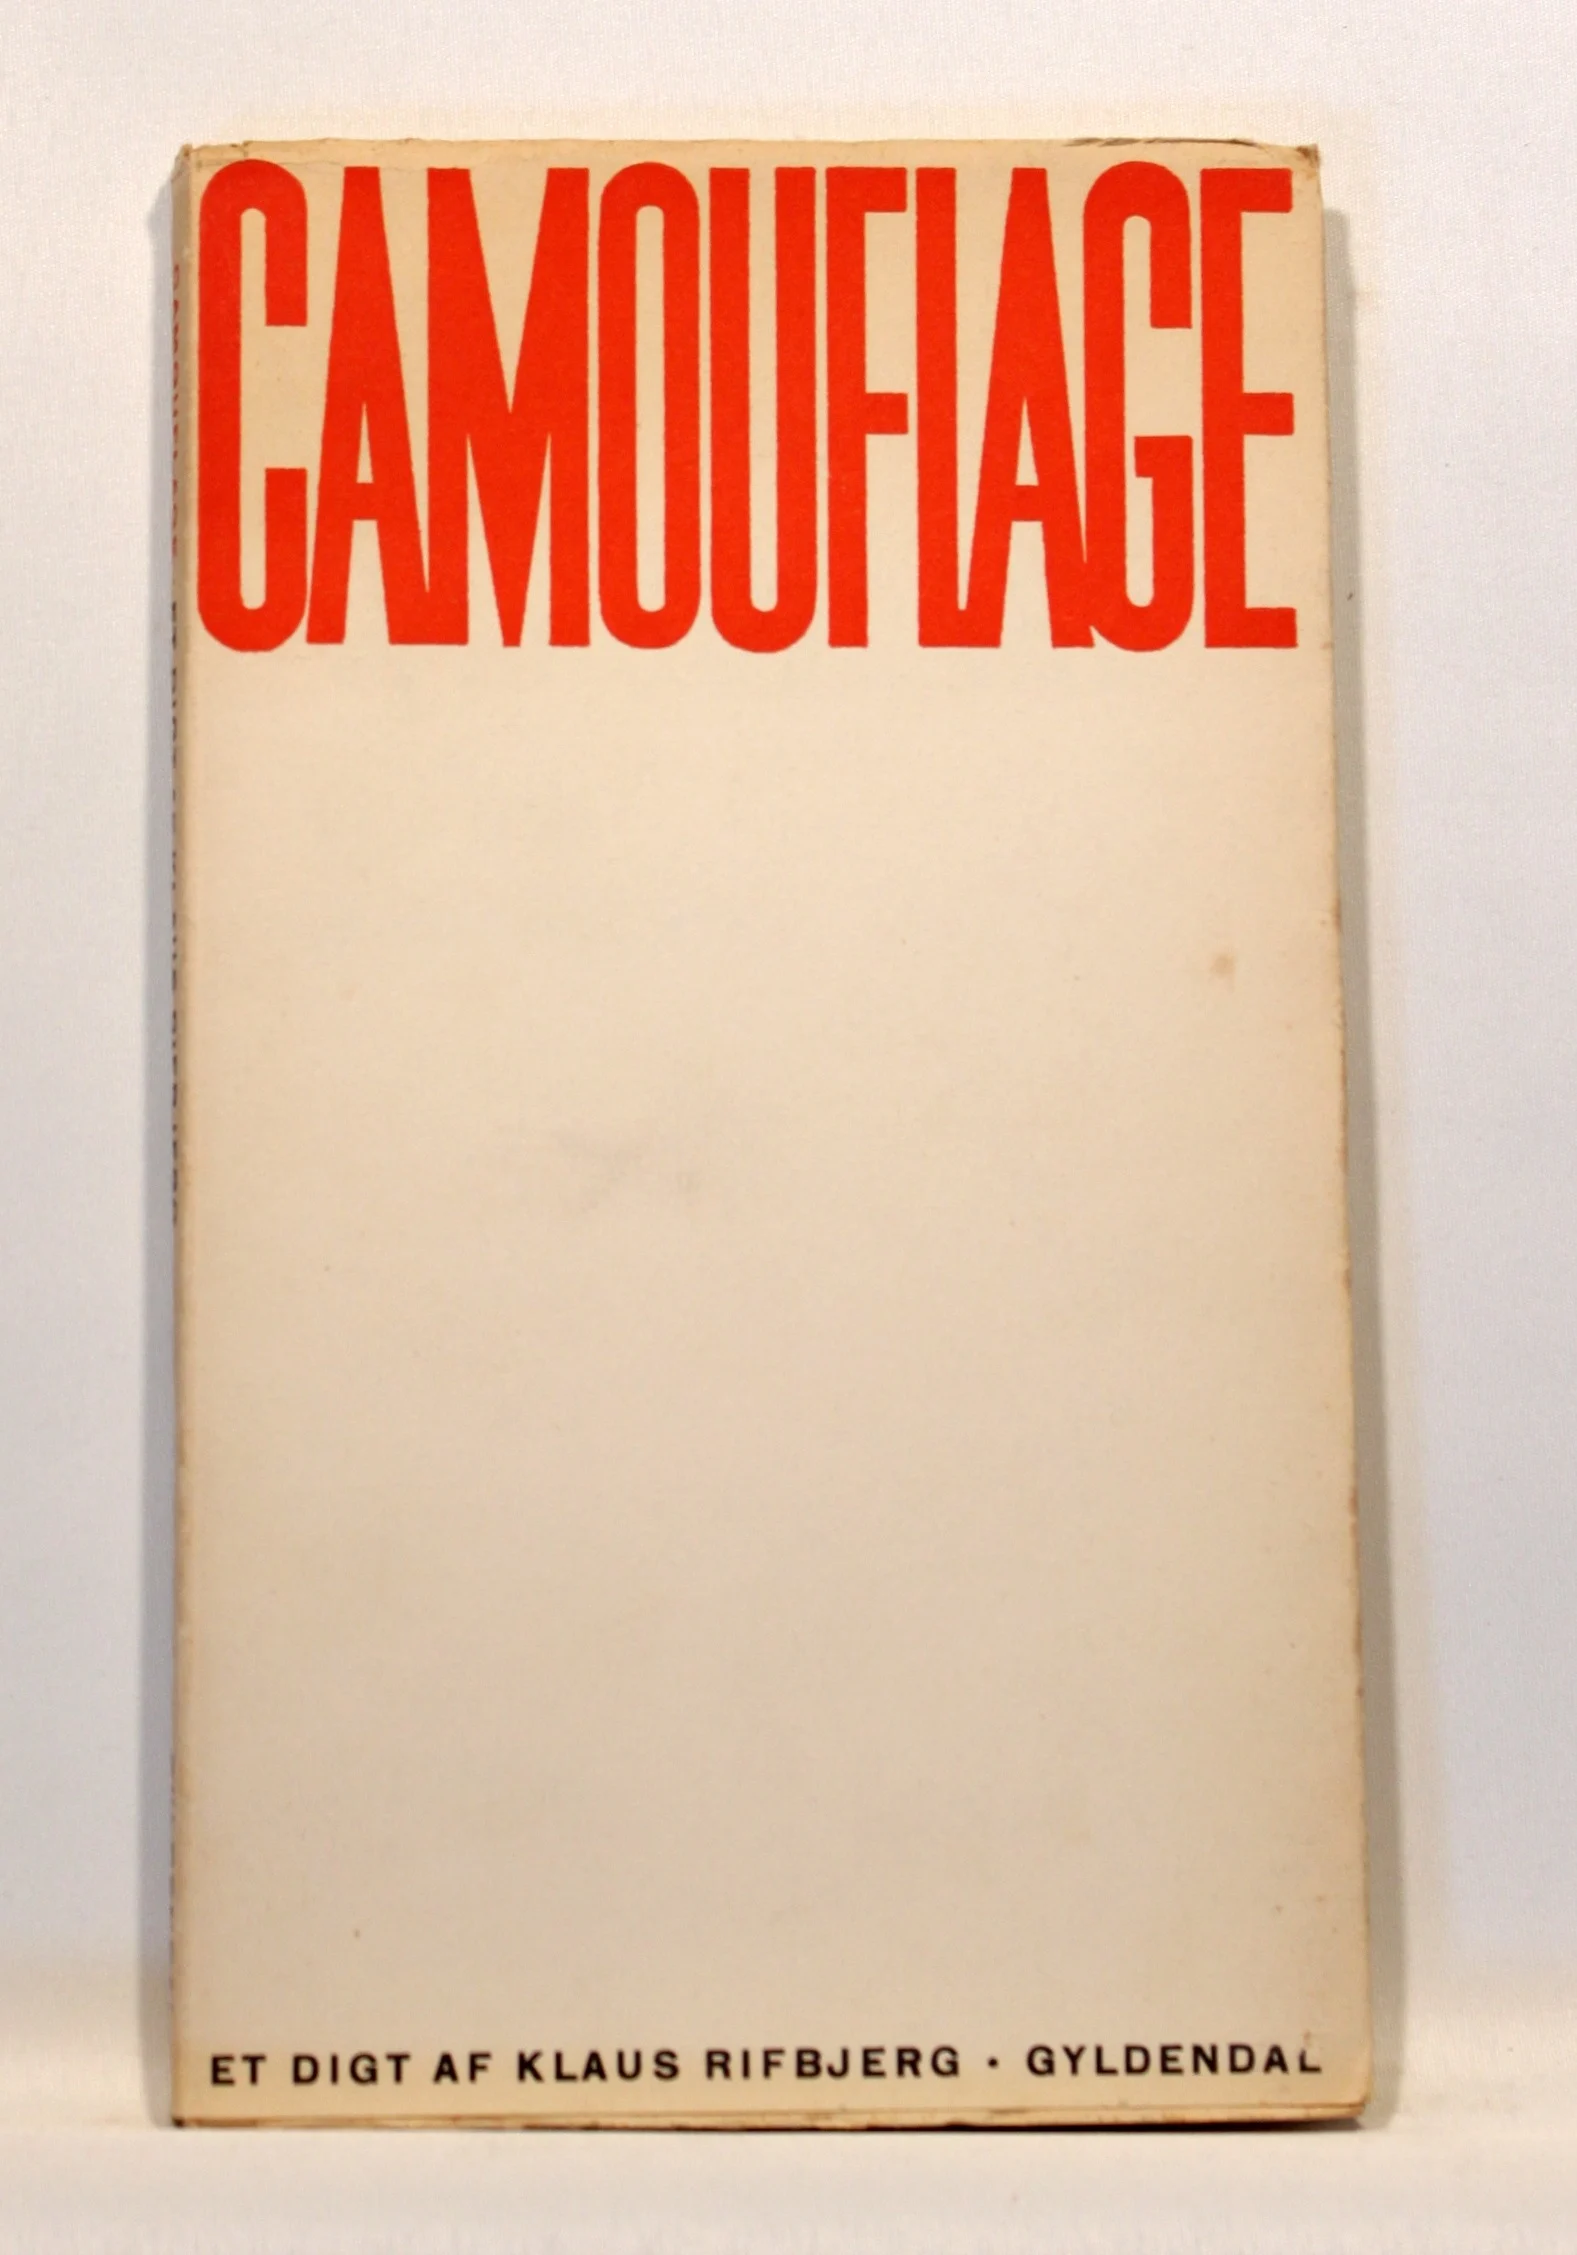 CAMOUFLAGE
ET DIGT AF KLAUS RIFBJERG · GYLDENDAL